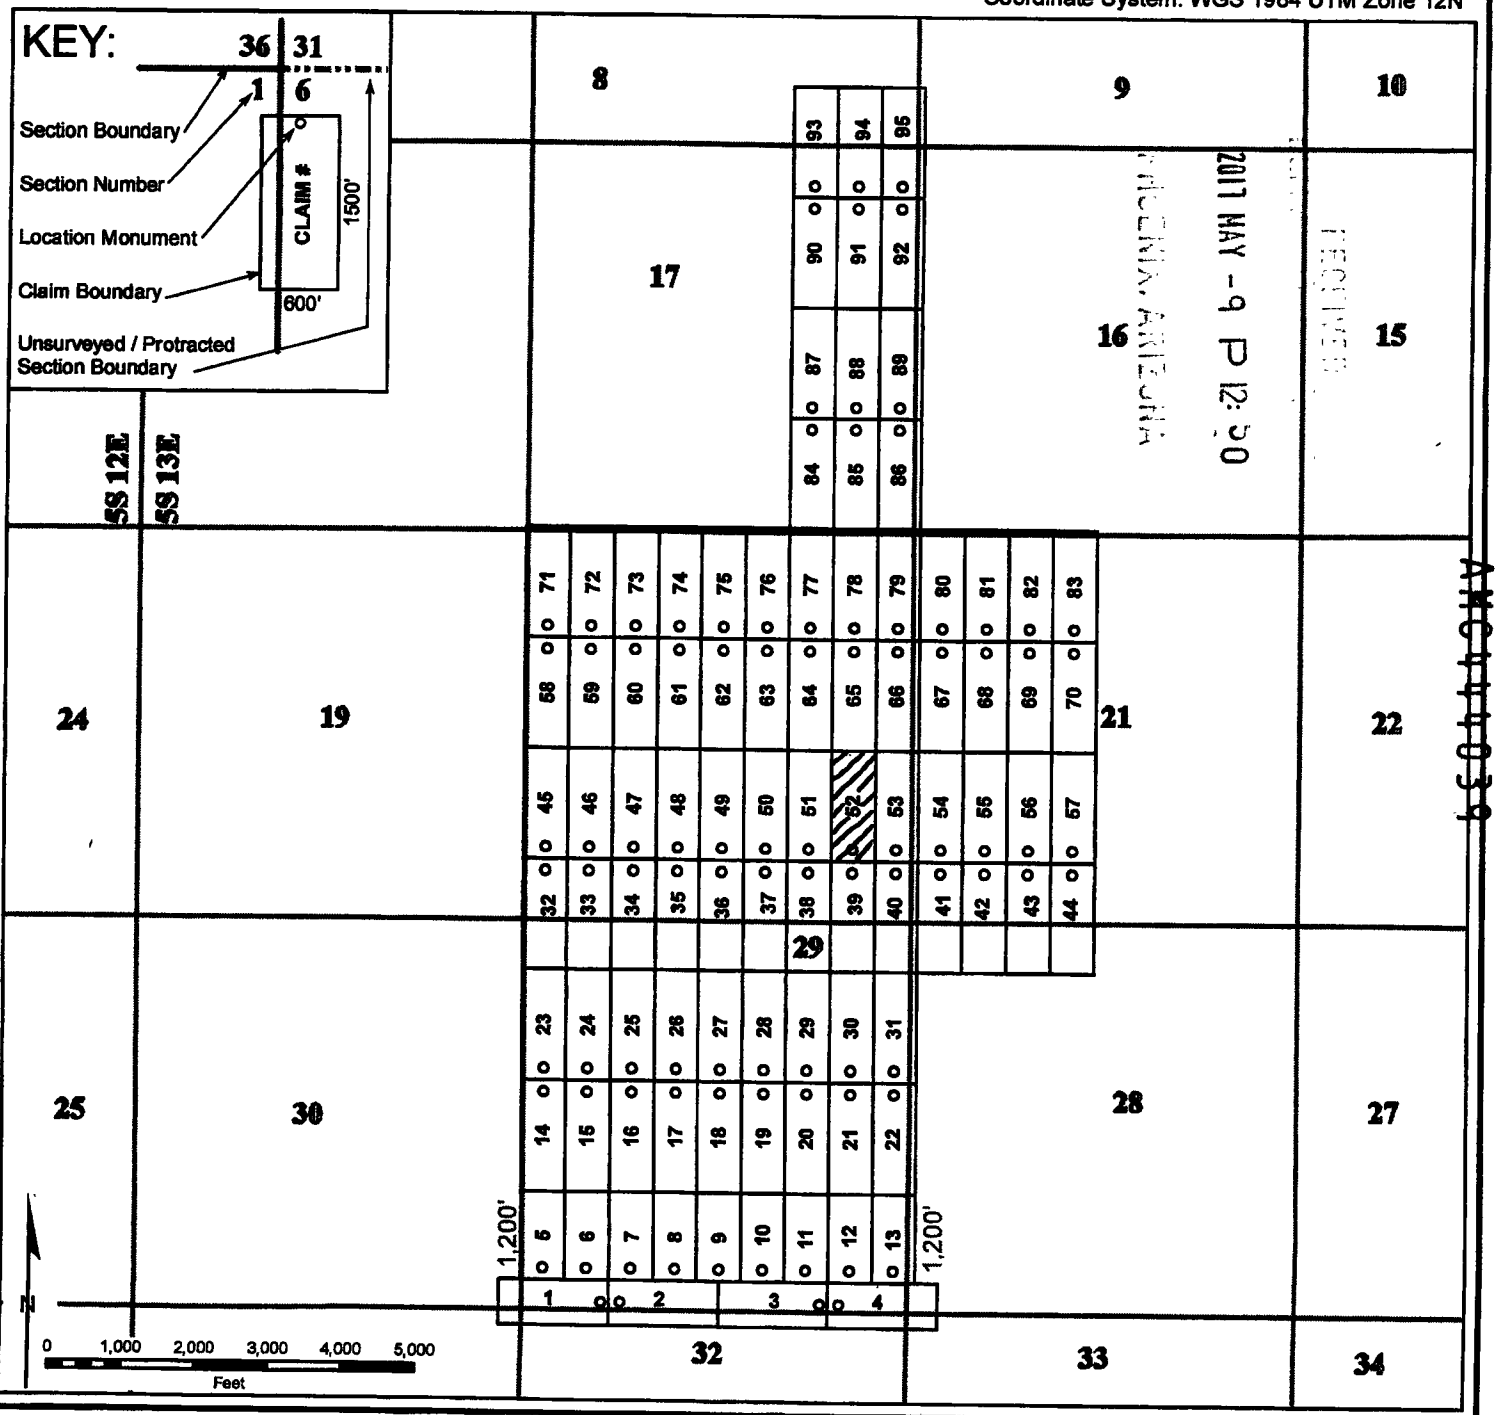 Coordinate System: WGS 1984 UTM Zone 12N
KEY:
36 31
1 6
Section Boundary
Section Number
Location Monument
Claim Boundary
Unsurveyed / Protracted
Section Boundary
CLAIM #
1500'
600'
8
9
10
93 94 95
17
90 91 92
16
15
87 88 89
84 85 86
2017 MAY -9 P 12: 50
PHOENIX, ARIZONA
RECEIVED
5S 12E
5S 13E
71 72 73 74 75 76 77 78 79 80 81 82 83
58 59 60 61 62 63 64 65 66 67 68 69 70
24
19
21
22
45 46 47 48 49 50 51 52 53 54 55 56 57
32 33 34 35 36 37 38 39 40 41 42 43 44
AMC444039
29
23 24 25 26 27 28 29 30 31
25
30
28
27
14 15 16 17 18 19 20 21 22
1,200'
5 6 7 8 9 10 11 12 13
1,200'
1 2 3 4
N
0 1,000 2,000 3,000 4,000 5,000
Feet
32
33
34